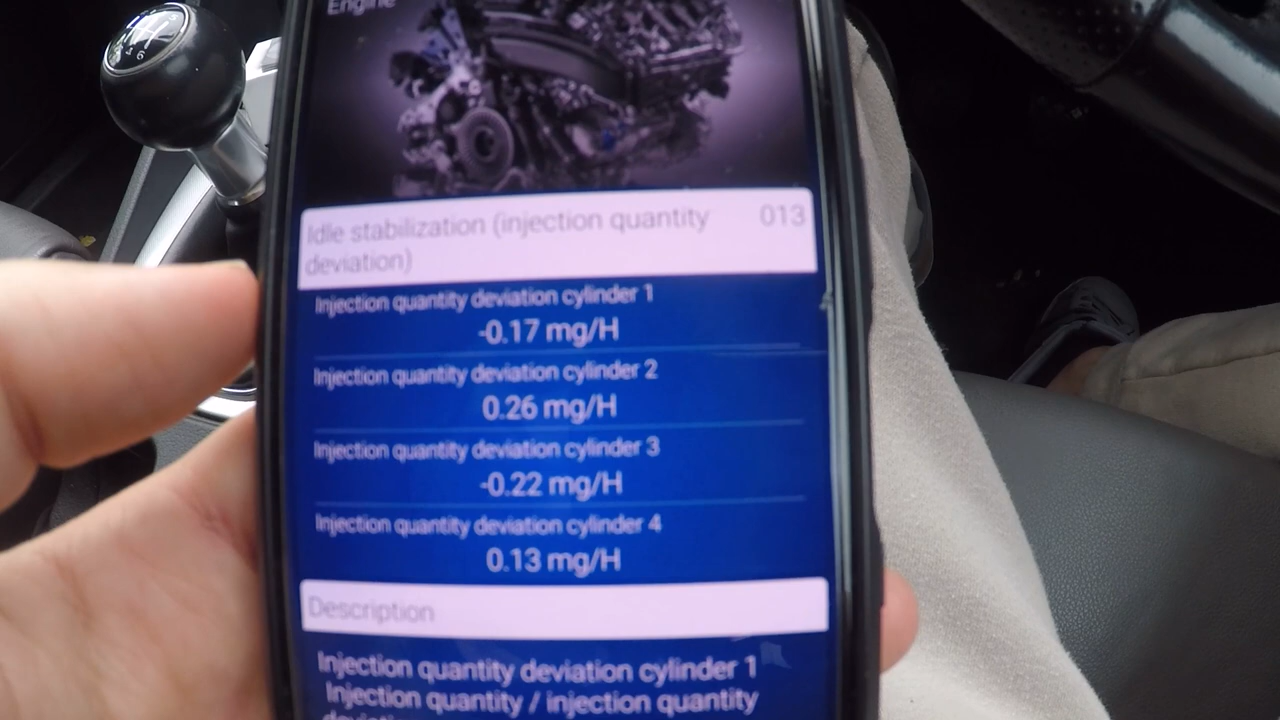 Engine
Idle stabilization (injection quantity 013
deviation)
Injection quantity deviation cylinder 1
-0.17 mg/H
Injection quantity deviation cylinder 2
0.26 mg/H
Injection quantity deviation cylinder 3
-0.22 mg/H
Injection quantity deviation cylinder 4
0.13 mg/H
Description
Injection quantity deviation cylinder 1
Injection quantity / injection quantity